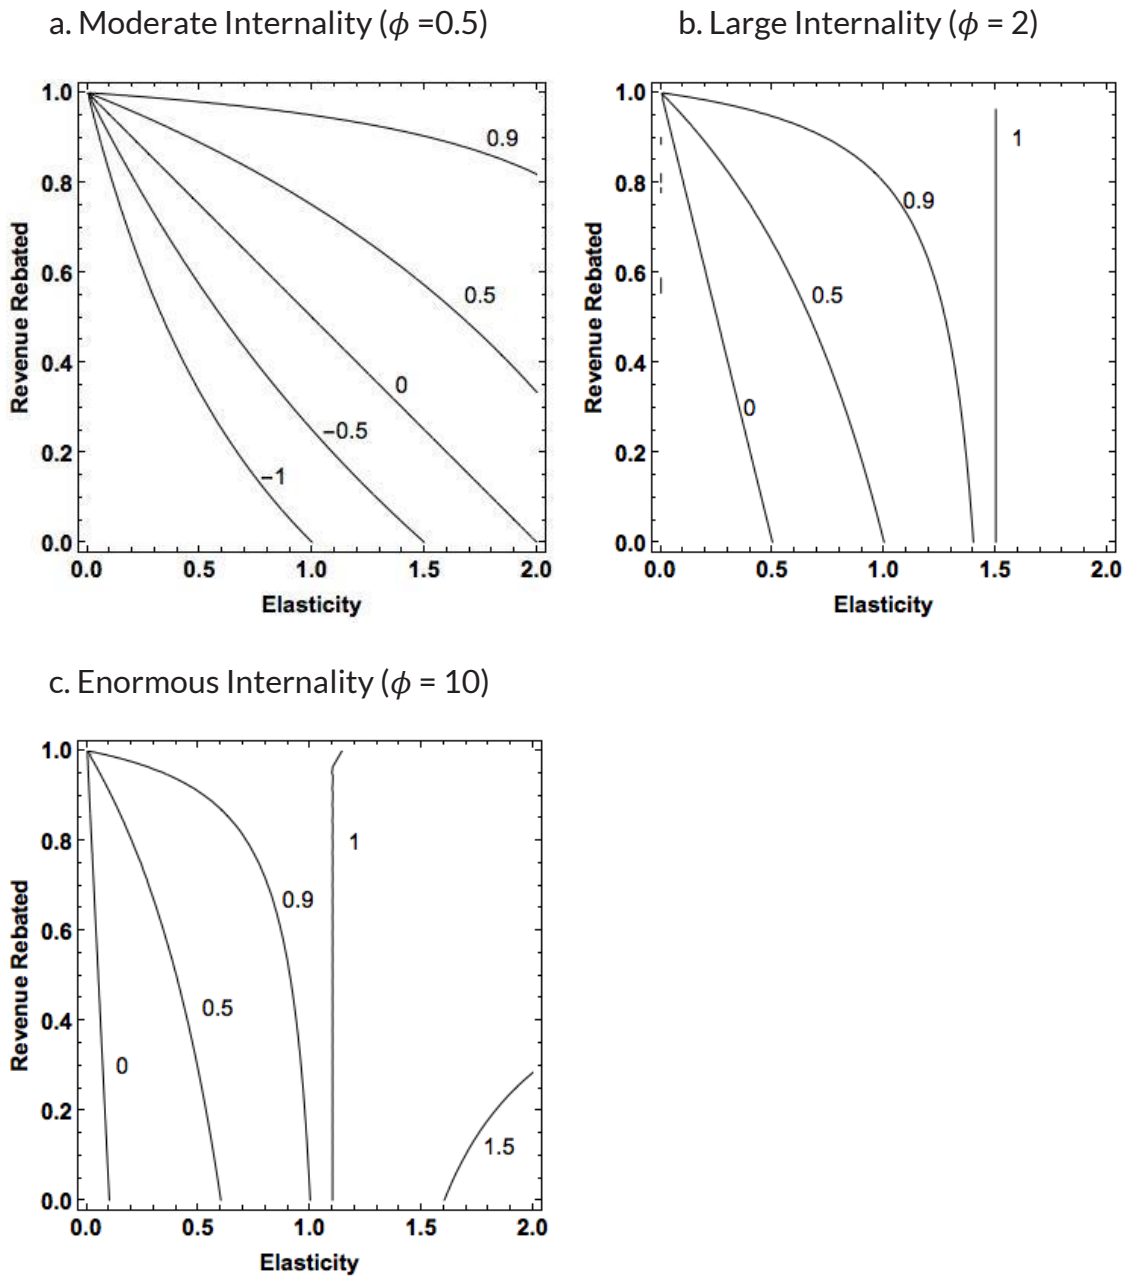 a. Moderate Internality (ϕ =0.5)
1.0
0.8
0.6
0.4
0.2
0.0
Revenue Rebated
0.9
0.5
0
−0.5
−1
0.0 0.5 1.0 1.5 2.0
Elasticity
b. Large Internality (ϕ = 2)
1.0
0.8
0.6
0.4
0.2
0.0
Revenue Rebated
1
0.9
0.5
0
0.0 0.5 1.0 1.5 2.0
Elasticity
c. Enormous Internality (ϕ = 10)
1.0
0.8
0.6
0.4
0.2
0.0
Revenue Rebated
1
0.9
0.5
0
1.5
0.0 0.5 1.0 1.5 2.0
Elasticity